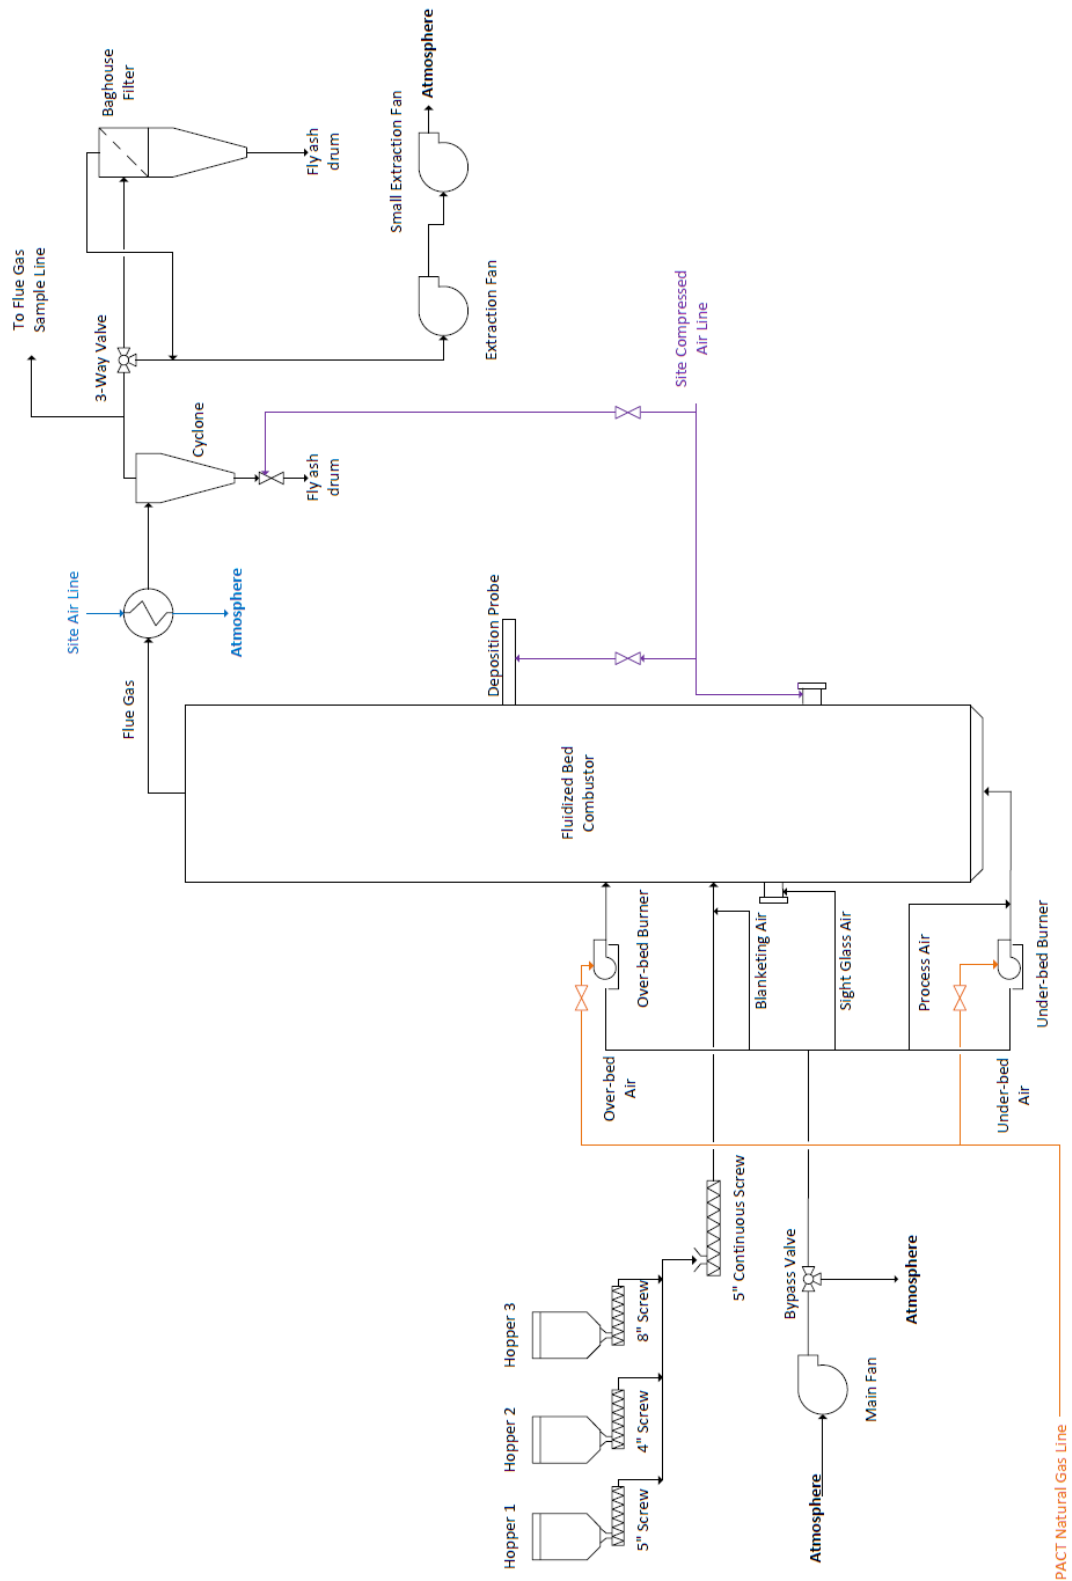 To Flue Gas
Sample Line
Baghouse
Filter
3-Way Valve
Fly ash
drum
Atmosphere
Small Extraction Fan
Extraction Fan
Cyclone
Fly ash
drum
Site Compressed
Air Line
Site Air Line
Atmosphere
Flue Gas
Deposition Probe
Fluidized Bed
Combustor
Over-bed Burner
Blanketing Air
Sight Glass Air
Process Air
Under-bed Burner
Over-bed
Air
Under-bed
Air
Hopper 1
Hopper 2
Hopper 3
5" Screw
4" Screw
8" Screw
5" Continuous Screw
Bypass Valve
Atmosphere
Main Fan
Atmosphere
PACT Natural Gas Line